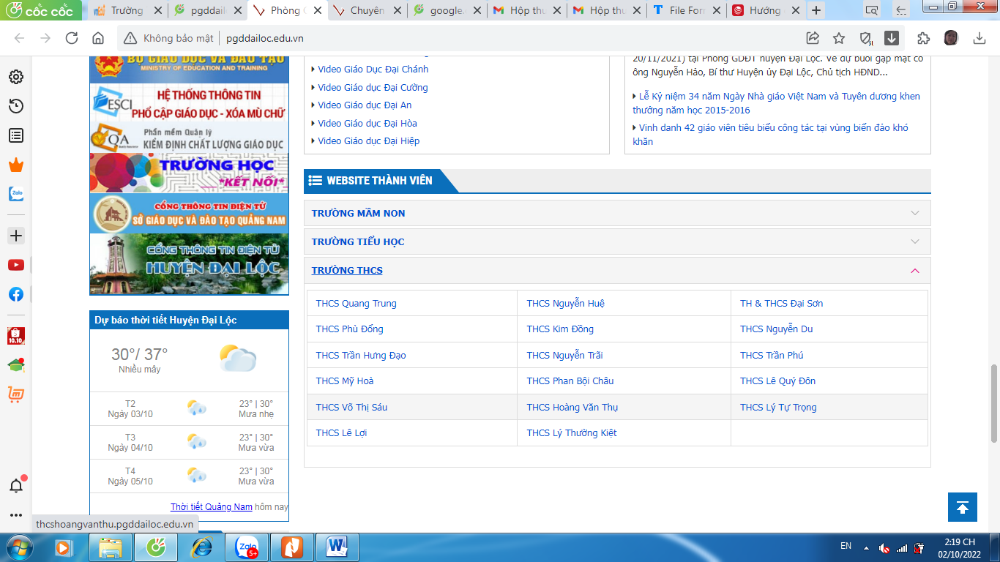 CỐC CỐC
Trường
pgddailo
Phòng G
Chuyên
google.
Hộp thu
Hộp thu
File Form
Hướng
Không bảo mật
pgddailoc.edu.vn
BỘ GIÁO DỤC VÀ ĐÀO TẠO
MINISTRY OF EDUCATION AND TRAINING
ESCI
HỆ THỐNG THÔNG TIN
PHỔ CẬP GIÁO DỤC - XÓA MÙ CHỮ
QA
Phần mềm Quản lý
KIỂM ĐỊNH CHẤT LƯỢNG GIÁO DỤC
TRƯỜNG HỌC
*KẾT NỐI*
CỔNG THÔNG TIN ĐIỆN TỬ
SỞ GIÁO DỤC VÀ ĐÀO TẠO QUẢNG NAM
CỔNG THÔNG TIN ĐIỆN TỬ
HUYỆN ĐẠI LỘC
Dự báo thời tiết Huyện Đại Lộc
30°/ 37°
Nhiều mây
T2
Ngày 03/10
23° | 30°
Mưa nhẹ
T3
Ngày 04/10
23° | 30°
Mưa vừa
T4
Ngày 05/10
23° | 30°
Mưa vừa
Thời tiết Quảng Nam hôm nay
Video Giáo Dục Đại Chánh
Video Giáo dục Đại Cường
Video Giáo dục Đại An
Video Giáo dục Đại Hòa
Video Giáo dục Đại Hiệp
20/11/2021) tại Phòng GDĐT huyện Đại Lộc. Về dự buổi gặp mặt có
ông Nguyễn Hảo, Bí thư Huyện ủy Đại Lộc, Chủ tịch HĐND...
Lễ Kỷ niệm 34 năm Ngày Nhà giáo Việt Nam và Tuyên dương khen
thưởng năm học 2015-2016
Vinh danh 42 giáo viên tiêu biểu công tác tại vùng biển đảo khó
khăn
WEBSITE THÀNH VIÊN
TRƯỜNG MẦM NON
TRƯỜNG TIỂU HỌC
TRƯỜNG THCS
THCS Quang Trung
THCS Nguyễn Huệ
TH & THCS Đại Sơn
THCS Phù Đổng
THCS Kim Đồng
THCS Nguyễn Du
THCS Trần Hưng Đạo
THCS Nguyễn Trãi
THCS Trần Phú
THCS Mỹ Hoà
THCS Phan Bội Châu
THCS Lê Quý Đôn
THCS Võ Thị Sáu
THCS Hoàng Văn Thụ
THCS Lý Tự Trọng
THCS Lê Lợi
THCS Lý Thường Kiệt
Zalo
10.10
thcshoangvanthu.pgddailoc.edu.vn
Zalo
5+
EN
2:19 CH
02/10/2022